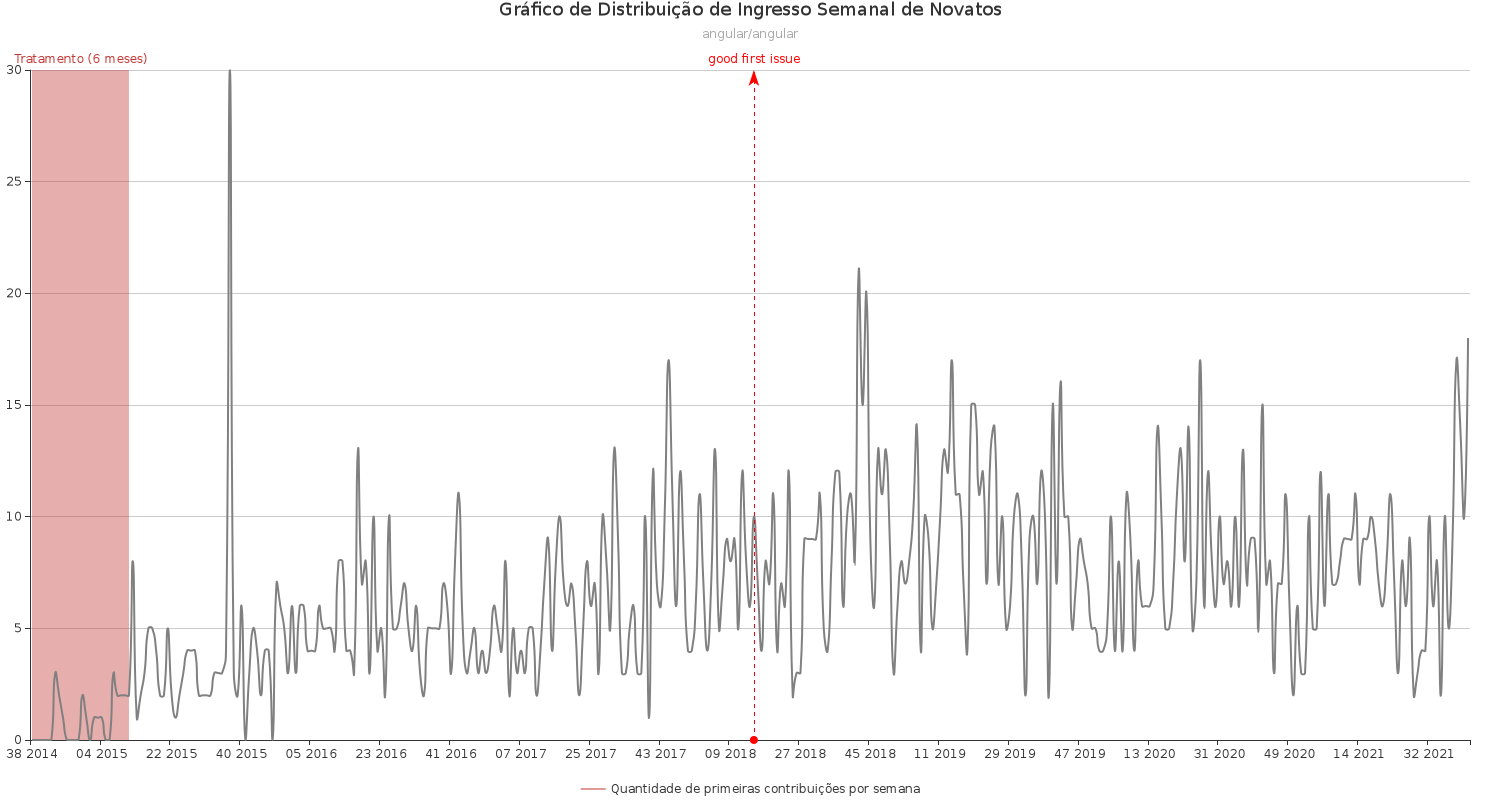 Gráfico de Distribuição de Ingresso Semanal de Novatos
angular/angular
Tratamento (6 meses)
good first issue
30
25
20
15
10
5
0
38 2014 04 2015 22 2015 40 2015 05 2016 23 2016 41 2016 07 2017 25 2017 43 2017 09 2018 27 2018 45 2018 11 2019 29 2019 47 2019 13 2020 31 2020 49 2020 14 2021 32 2021
Quantidade de primeiras contribuições por semana